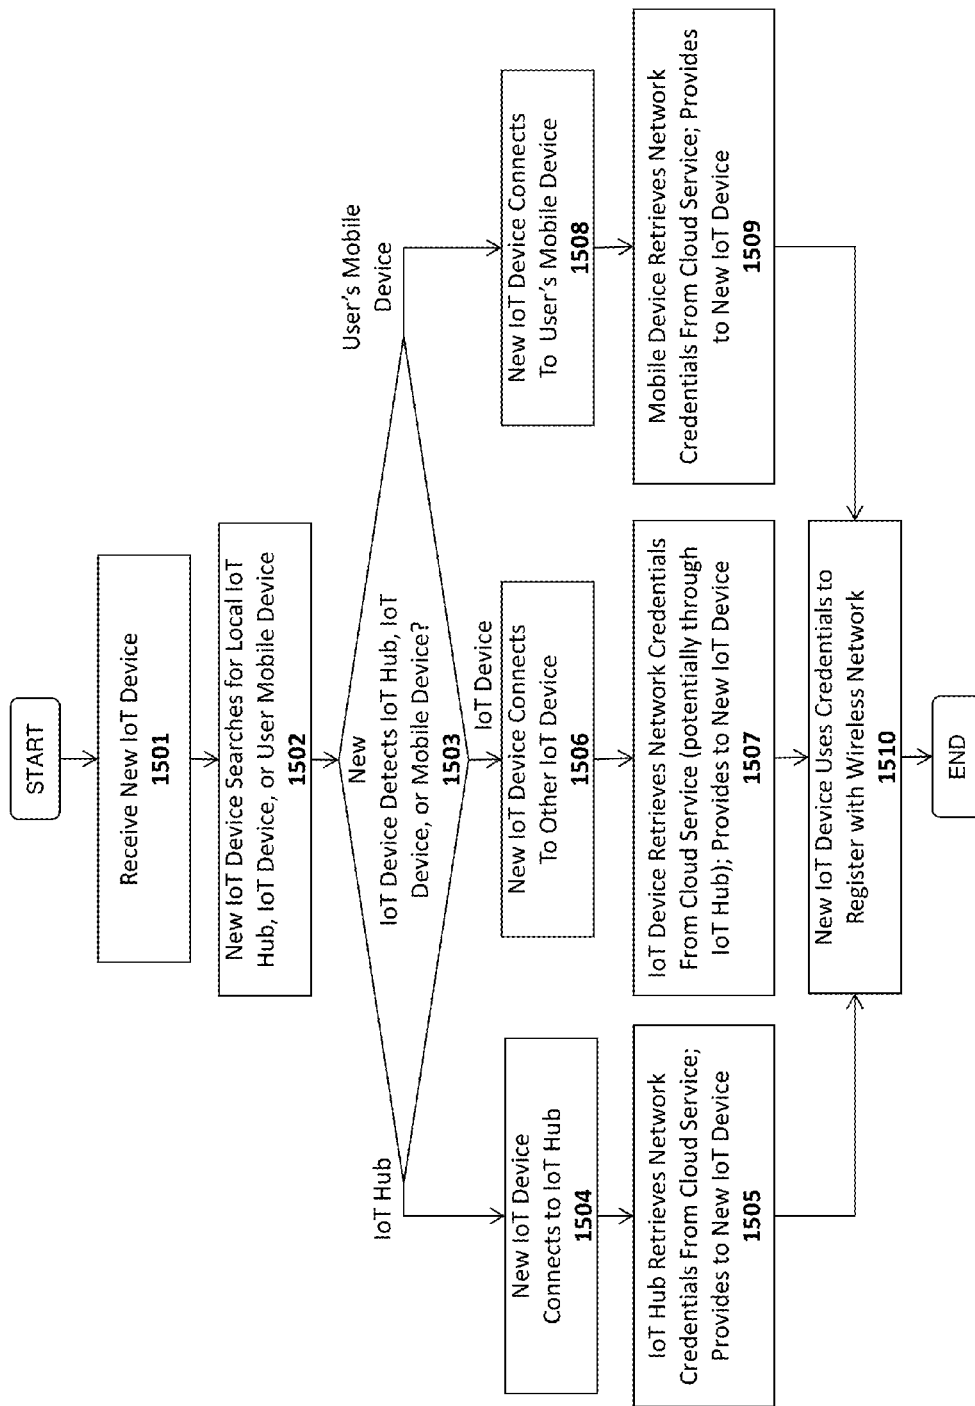 START
Receive New IoT Device
1501
New IoT Device Searches for Local IoT
Hub, IoT Device, or User Mobile Device
1502
New
IoT Device Detects IoT Hub, IoT
Device, or Mobile Device?
1503
IoT Hub
New IoT Device
Connects to IoT Hub
1504
IoT Hub Retrieves Network
Credentials From Cloud Service;
Provides to New IoT Device
1505
IoT Device
New IoT Device Connects
To Other IoT Device
1506
IoT Device Retrieves Network Credentials
From Cloud Service (potentially through
IoT Hub); Provides to New IoT Device
1507
User's Mobile
Device
New IoT Device Connects
To User's Mobile Device
1508
Mobile Device Retrieves Network
Credentials From Cloud Service; Provides
to New IoT Device
1509
New IoT Device Uses Credentials to
Register with Wireless Network
1510
END